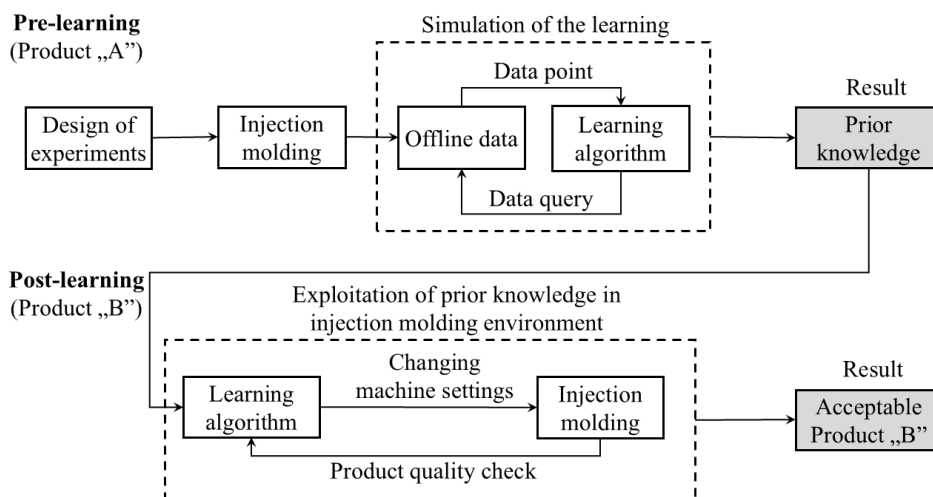 Pre-learning
(Product „A”)
Simulation of the learning
Design of
experiments
Injection
molding
Data point
Offline data
Learning
algorithm
Data query
Result
Prior
knowledge
Post-learning
(Product „B”)
Exploitation of prior knowledge in
injection molding environment
Learning
algorithm
Changing
machine settings
Injection
molding
Product quality check
Result
Acceptable
Product „B”